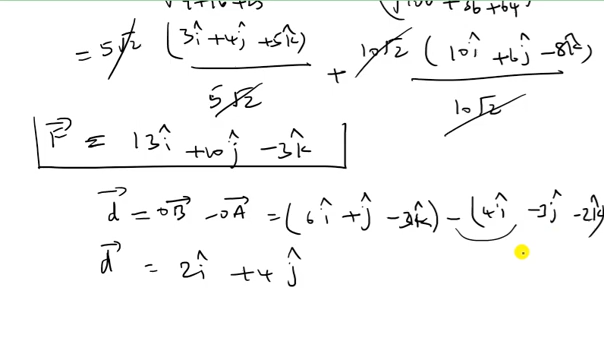 = 5√2 (3î + 4ĵ + 5k̂) / 5√2 + 10√2 (10î + 6ĵ - 8k̂) / 10√2
F⃗ = 13î + 10ĵ - 3k̂
d⃗ = OB⃗ - OA⃗ = (6î + ĵ - 3k̂) - (4î - 3ĵ - 2k̂)
d⃗ = 2î + 4ĵ